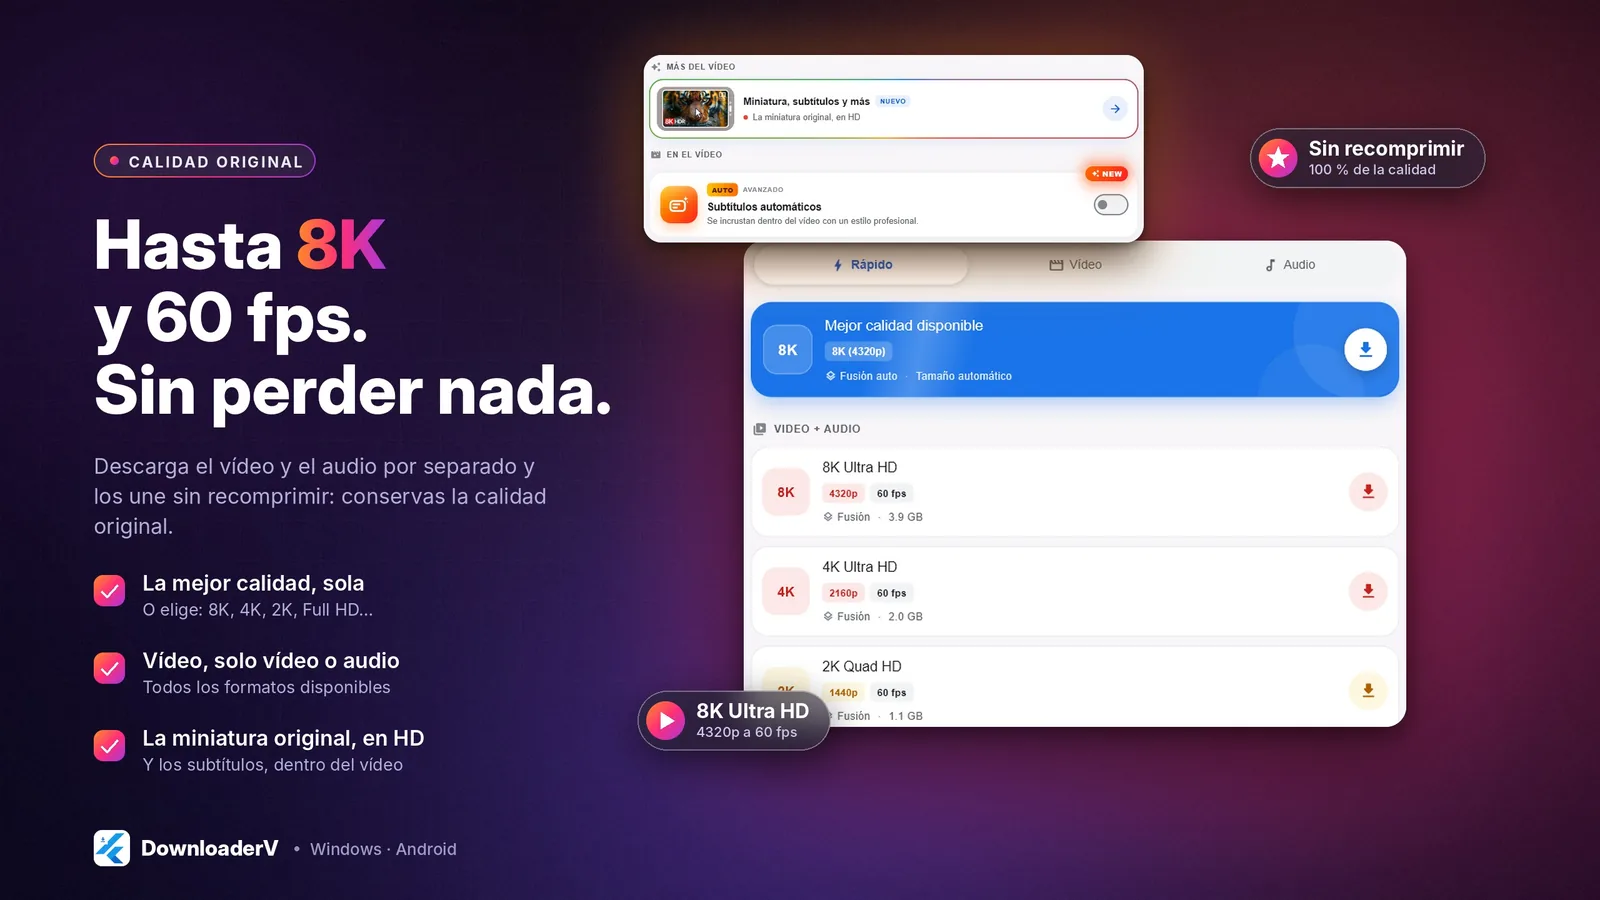 CALIDAD ORIGINAL
Hasta 8K
y 60 fps.
Sin perder nada.
Descarga el vídeo y el audio por separado y
los une sin recomprimir: conservas la calidad
original.
La mejor calidad, sola
O elige: 8K, 4K, 2K, Full HD...
Vídeo, solo vídeo o audio
Todos los formatos disponibles
La miniatura original, en HD
Y los subtítulos, dentro del vídeo
DownloaderV • Windows · Android
MÁS DEL VÍDEO
8K HDR
Miniatura, subtítulos y más NUEVO
La miniatura original, en HD
EN EL VÍDEO
NEW
AUTO AVANZADO
Subtítulos automáticos
Se incrustan dentro del vídeo con un estilo profesional.
Sin recomprimir
100 % de la calidad
Rápido Vídeo Audio
8K
Mejor calidad disponible
8K (4320p)
Fusión auto · Tamaño automático
VIDEO + AUDIO
8K
8K Ultra HD
4320p 60 fps
Fusión · 3.9 GB
4K
4K Ultra HD
2160p 60 fps
Fusión · 2.0 GB
2K
2K Quad HD
1440p 60 fps
Fusión · 1.1 GB
8K Ultra HD
4320p a 60 fps